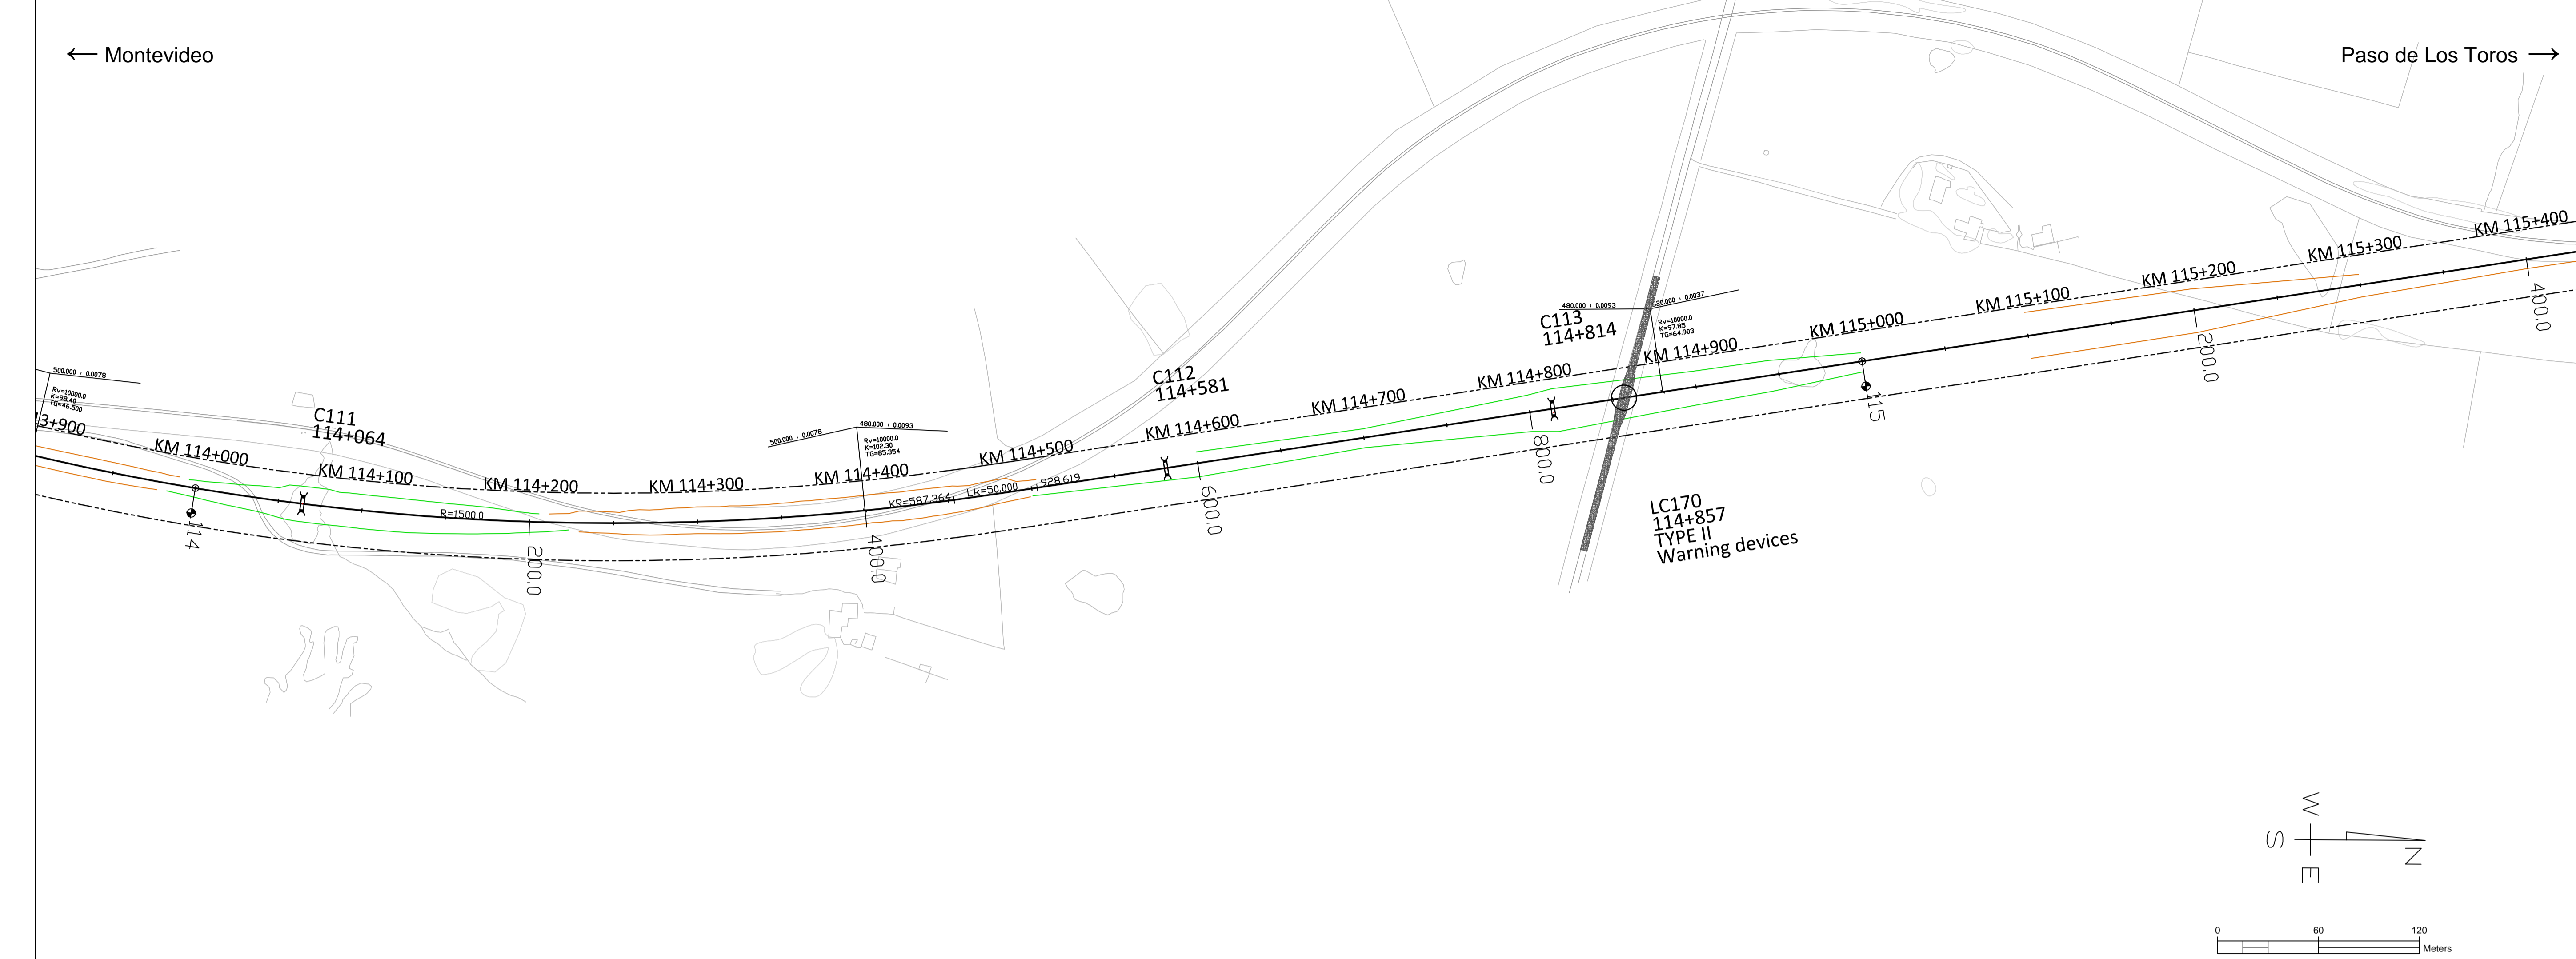 ← Montevideo
Paso de Los Toros →
500.000 : 0.0078
Rv=10000.0
K=98.40
TG=46.500
13+900
C111
114+064
KM 114+000
KM 114+100
KM 114+200
KM 114+300
KM 114+400
KM 114+500
KM 114+600
KM 114+700
KM 114+800
KM 114+900
KM 115+000
KM 115+100
KM 115+200
KM 115+300
KM 115+400
500.000 : 0.0078
480.000 : 0.0093
Rv=10000.0
K=102.30
TG=85.354
C112
114+581
480.000 : 0.0093
520.000 : 0.0037
Rv=10000.0
K=97.85
TG=64.903
C113
114+814
R=1500.0
KR=587.364
Lk=50.000
928.619
114
200.0
400.0
600.0
800.0
115
200.0
400.0
LC170
114+857
TYPE II
Warning devices
W
S
N
E
0 60 120
Meters